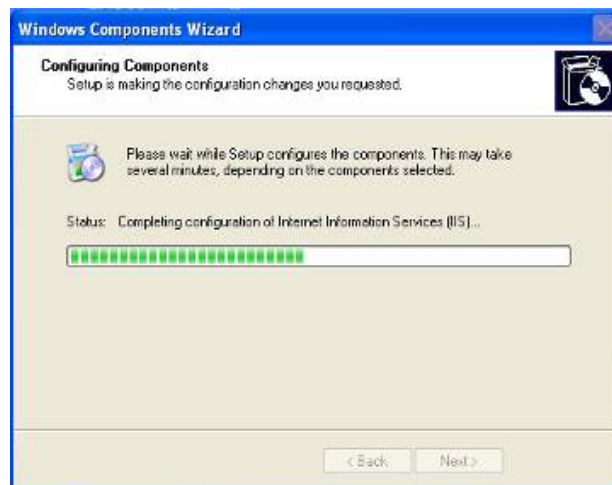 Windows Components Wizard
Configuring Components
Setup is making the configuration changes you requested.
Please wait while Setup configures the components. This may take
several minutes, depending on the components selected.
Status: Completing configuration of Internet Information Services (IIS)...
< Back Next >